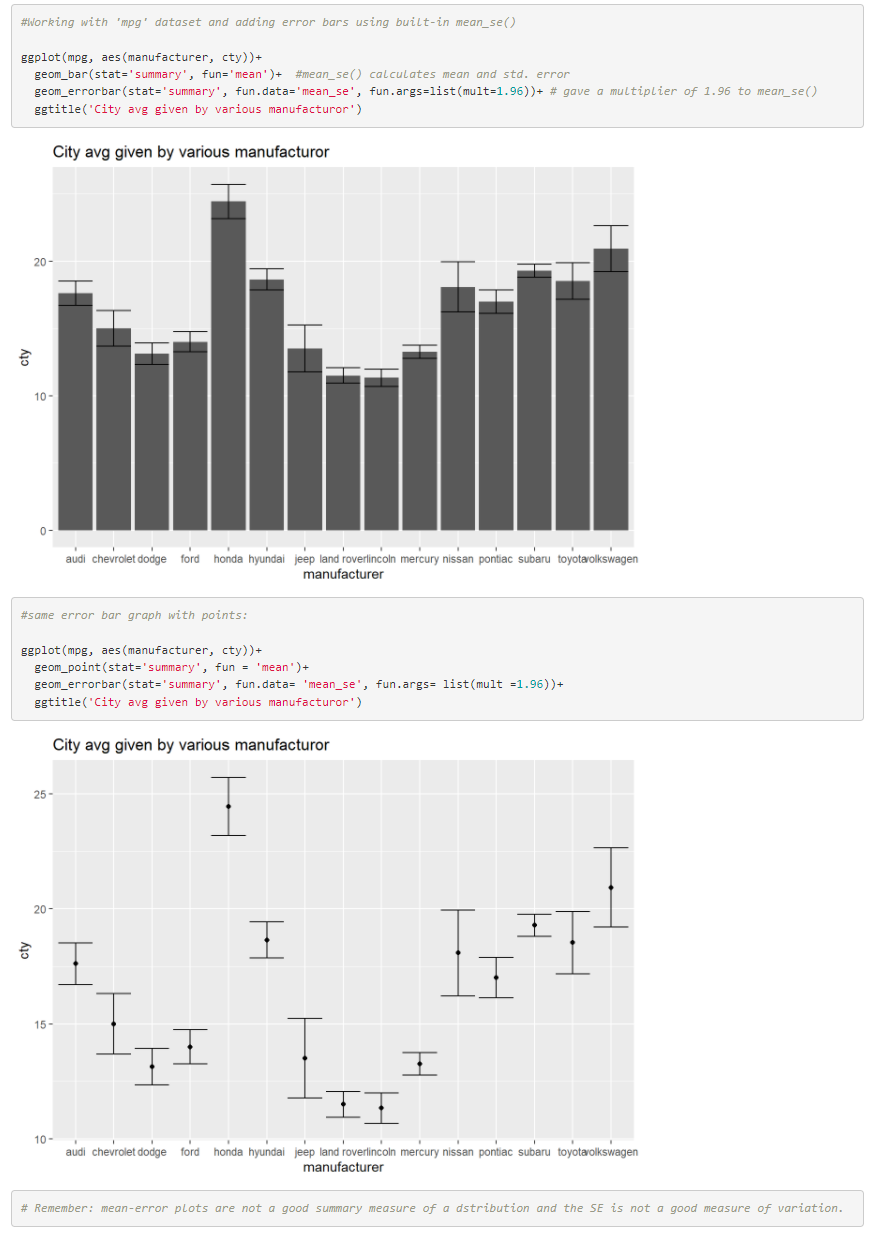 #Working with 'mpg' dataset and adding error bars using built-in mean_se()
ggplot(mpg, aes(manufacturer, cty))+
geom_bar(stat='summary', fun='mean')+ #mean_se() calculates mean and std. error
geom_errorbar(stat='summary', fun.data='mean_se', fun.args=list(mult=1.96))+ # gave a multiplier of 1.96 to mean_se()
ggtitle('City avg given by various manufacturor')
City avg given by various manufacturor
20
cty
10
0
audi chevrolet dodge ford honda hyundai jeep land rover lincoln mercury nissan pontiac subaru toyota volkswagen
manufacturer
#same error bar graph with points:
ggplot(mpg, aes(manufacturer, cty))+
geom_point(stat='summary', fun = 'mean')+
geom_errorbar(stat='summary', fun.data= 'mean_se', fun.args= list(mult =1.96))+
ggtitle('City avg given by various manufacturor')
City avg given by various manufacturor
25
20
cty
15
10
audi chevrolet dodge ford honda hyundai jeep land rover lincoln mercury nissan pontiac subaru toyota volkswagen
manufacturer
# Remember: mean-error plots are not a good summary measure of a dstribution and the SE is not a good measure of variation.